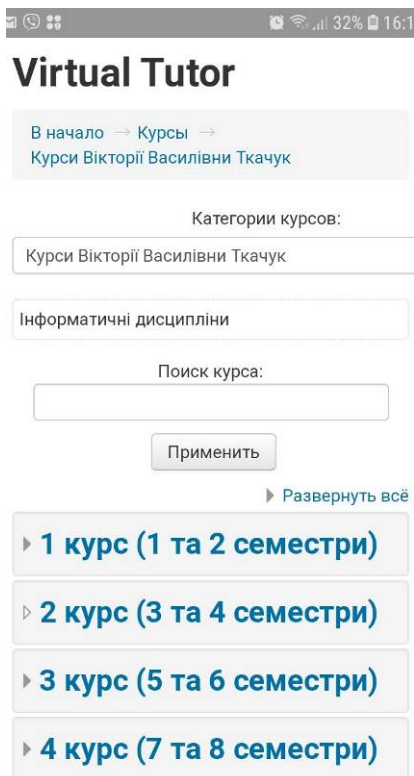 32% 16:1
Virtual Tutor
В начало → Курсы →
Курси Вікторії Василівни Ткачук
Категории курсов:
Курси Вікторії Василівни Ткачук
Інформатичні дисципліни
Поиск курса:
Применить
Развернуть всё
1 курс (1 та 2 семестри)
2 курс (3 та 4 семестри)
3 курс (5 та 6 семестри)
4 курс (7 та 8 семестри)